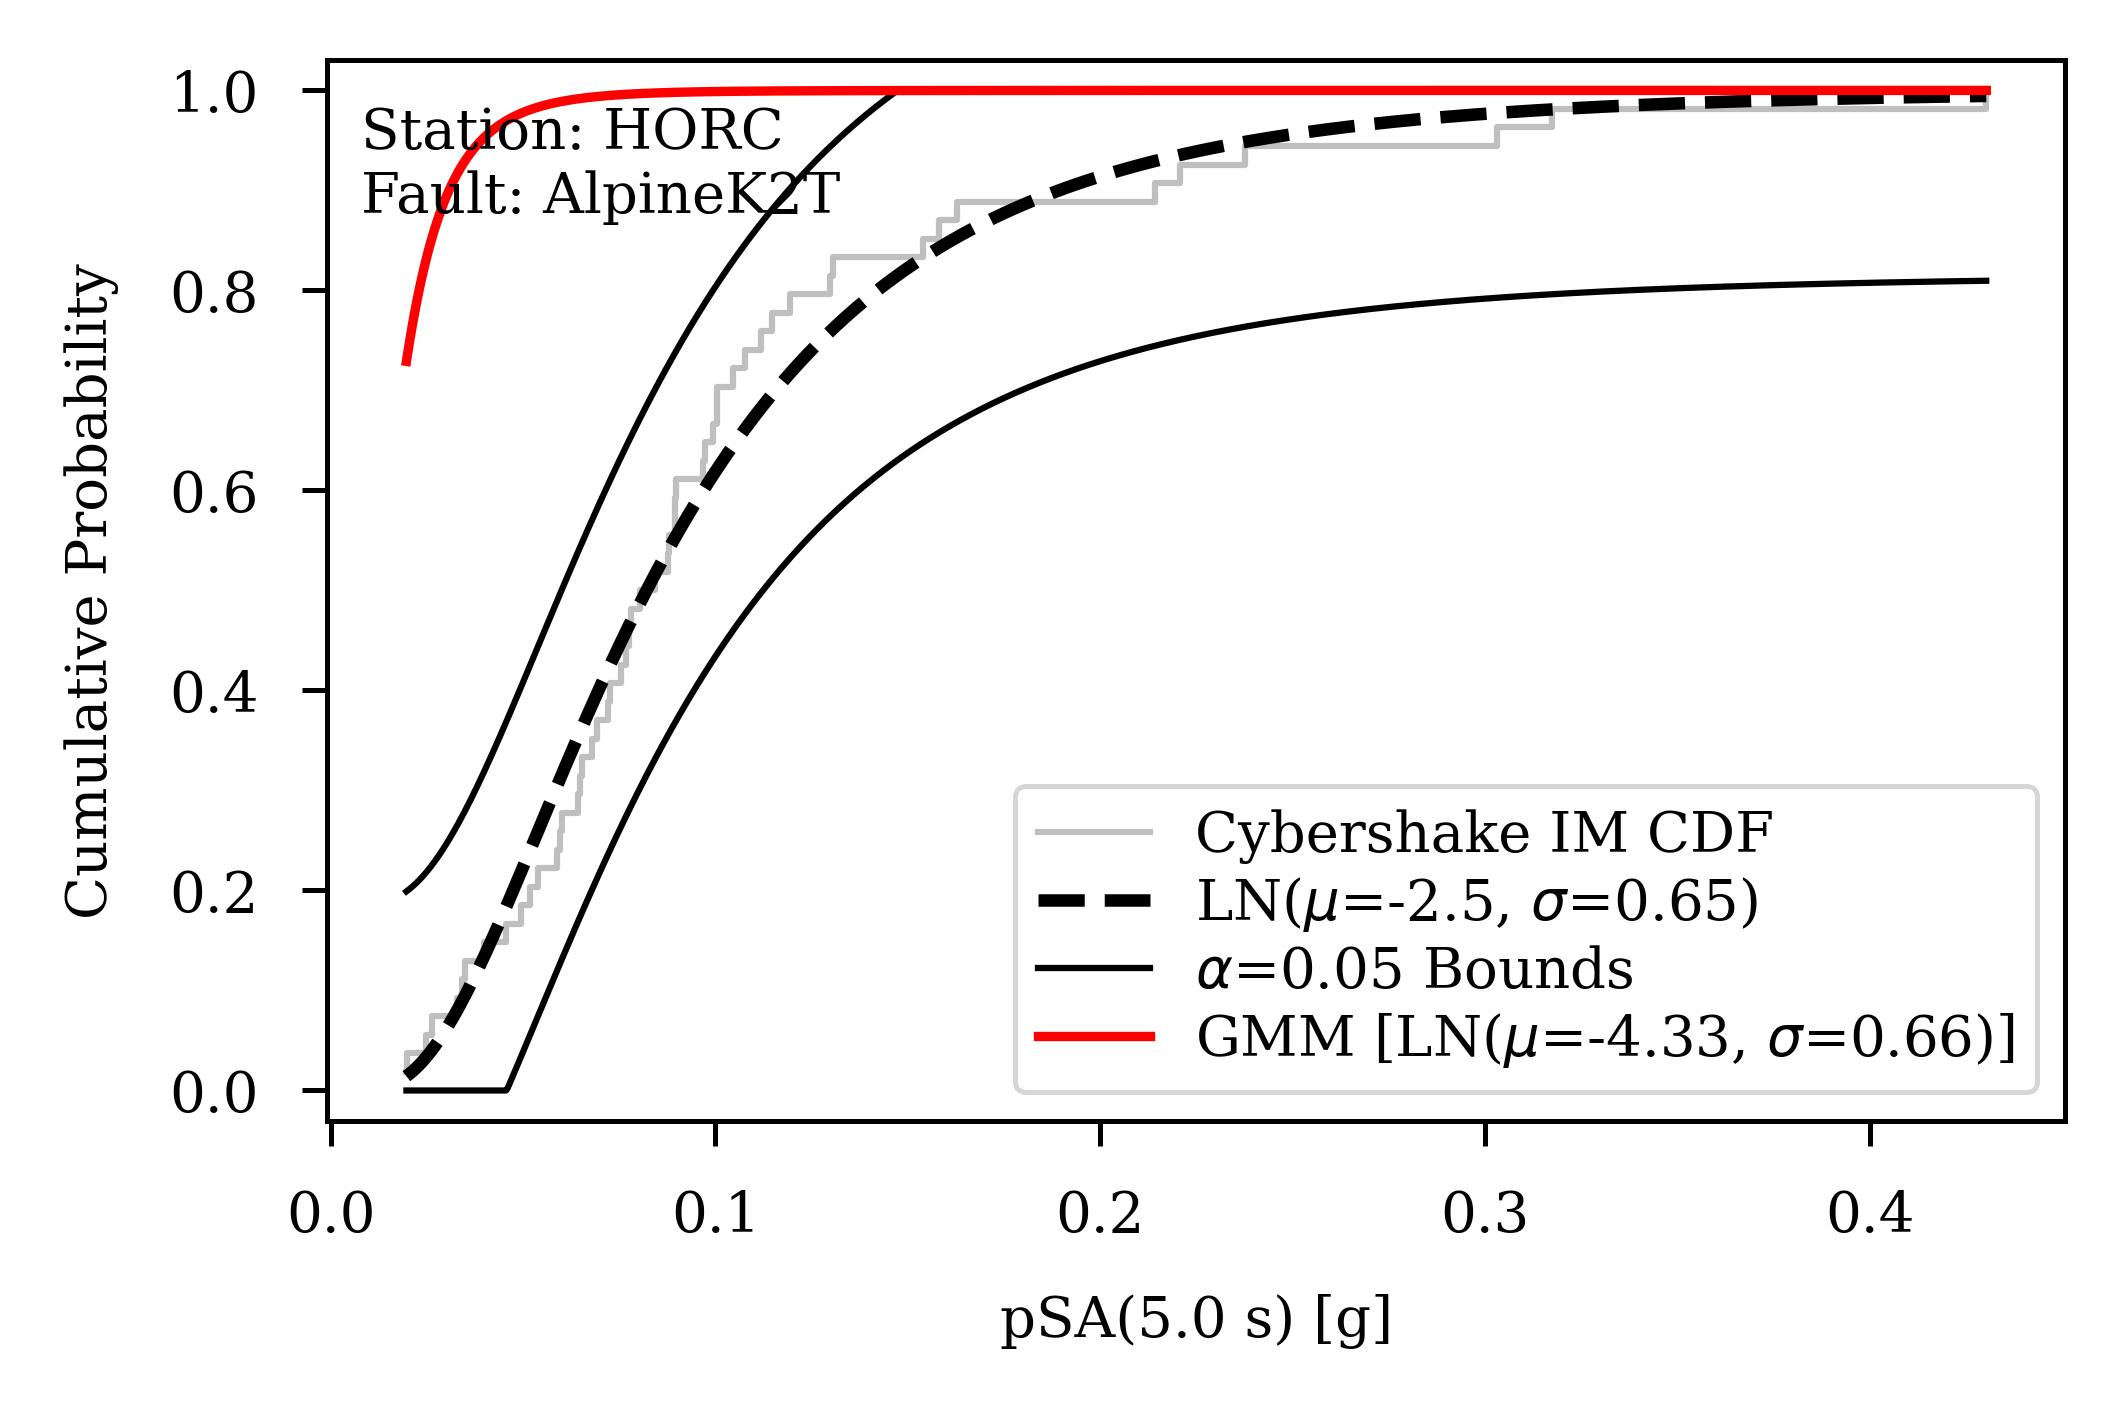 Station: HORC
Fault: AlpineK2T
Cumulative Probability
1.0
0.8
0.6
0.4
0.2
0.0
Cybershake IM CDF
LN(μ=-2.5, σ=0.65)
α=0.05 Bounds
GMM [LN(μ=-4.33, σ=0.66)]
0.0 0.1 0.2 0.3 0.4
pSA(5.0 s) [g]